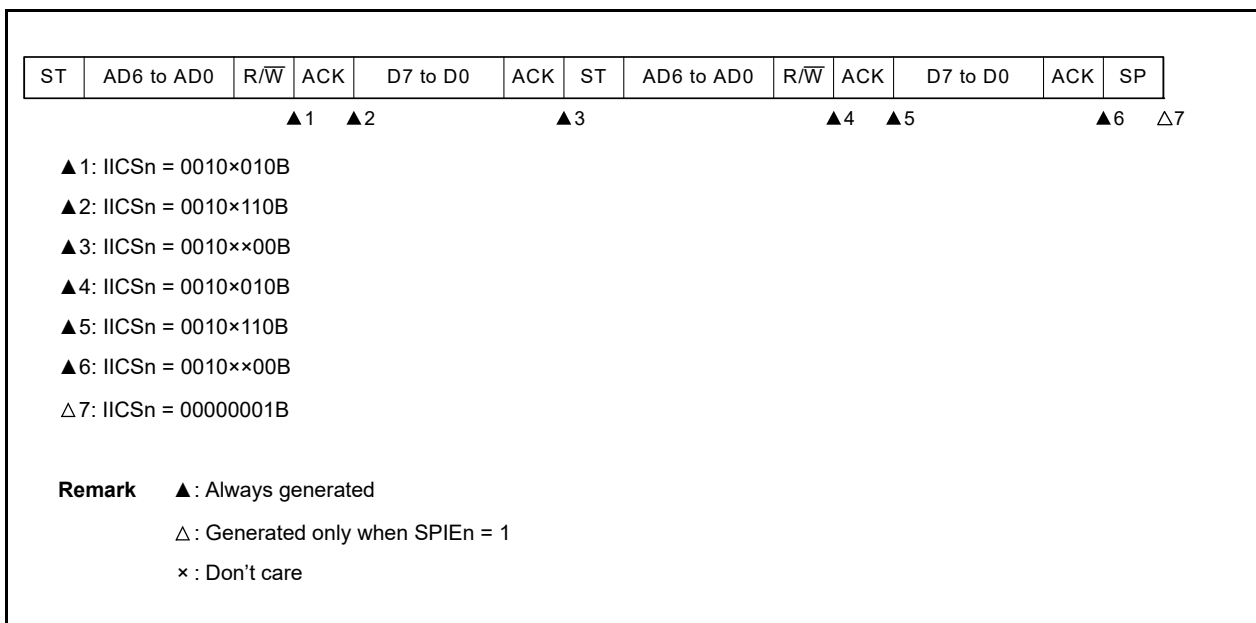 ST AD6 to AD0 R/W̅ ACK D7 to D0 ACK ST AD6 to AD0 R/W̅ ACK D7 to D0 ACK SP
▲1 ▲2 ▲3 ▲4 ▲5 ▲6 △7
▲1: IICSn = 0010×010B
▲2: IICSn = 0010×110B
▲3: IICSn = 0010××00B
▲4: IICSn = 0010×010B
▲5: IICSn = 0010×110B
▲6: IICSn = 0010××00B
△7: IICSn = 00000001B
Remark ▲: Always generated
△: Generated only when SPIEn = 1
×: Don't care